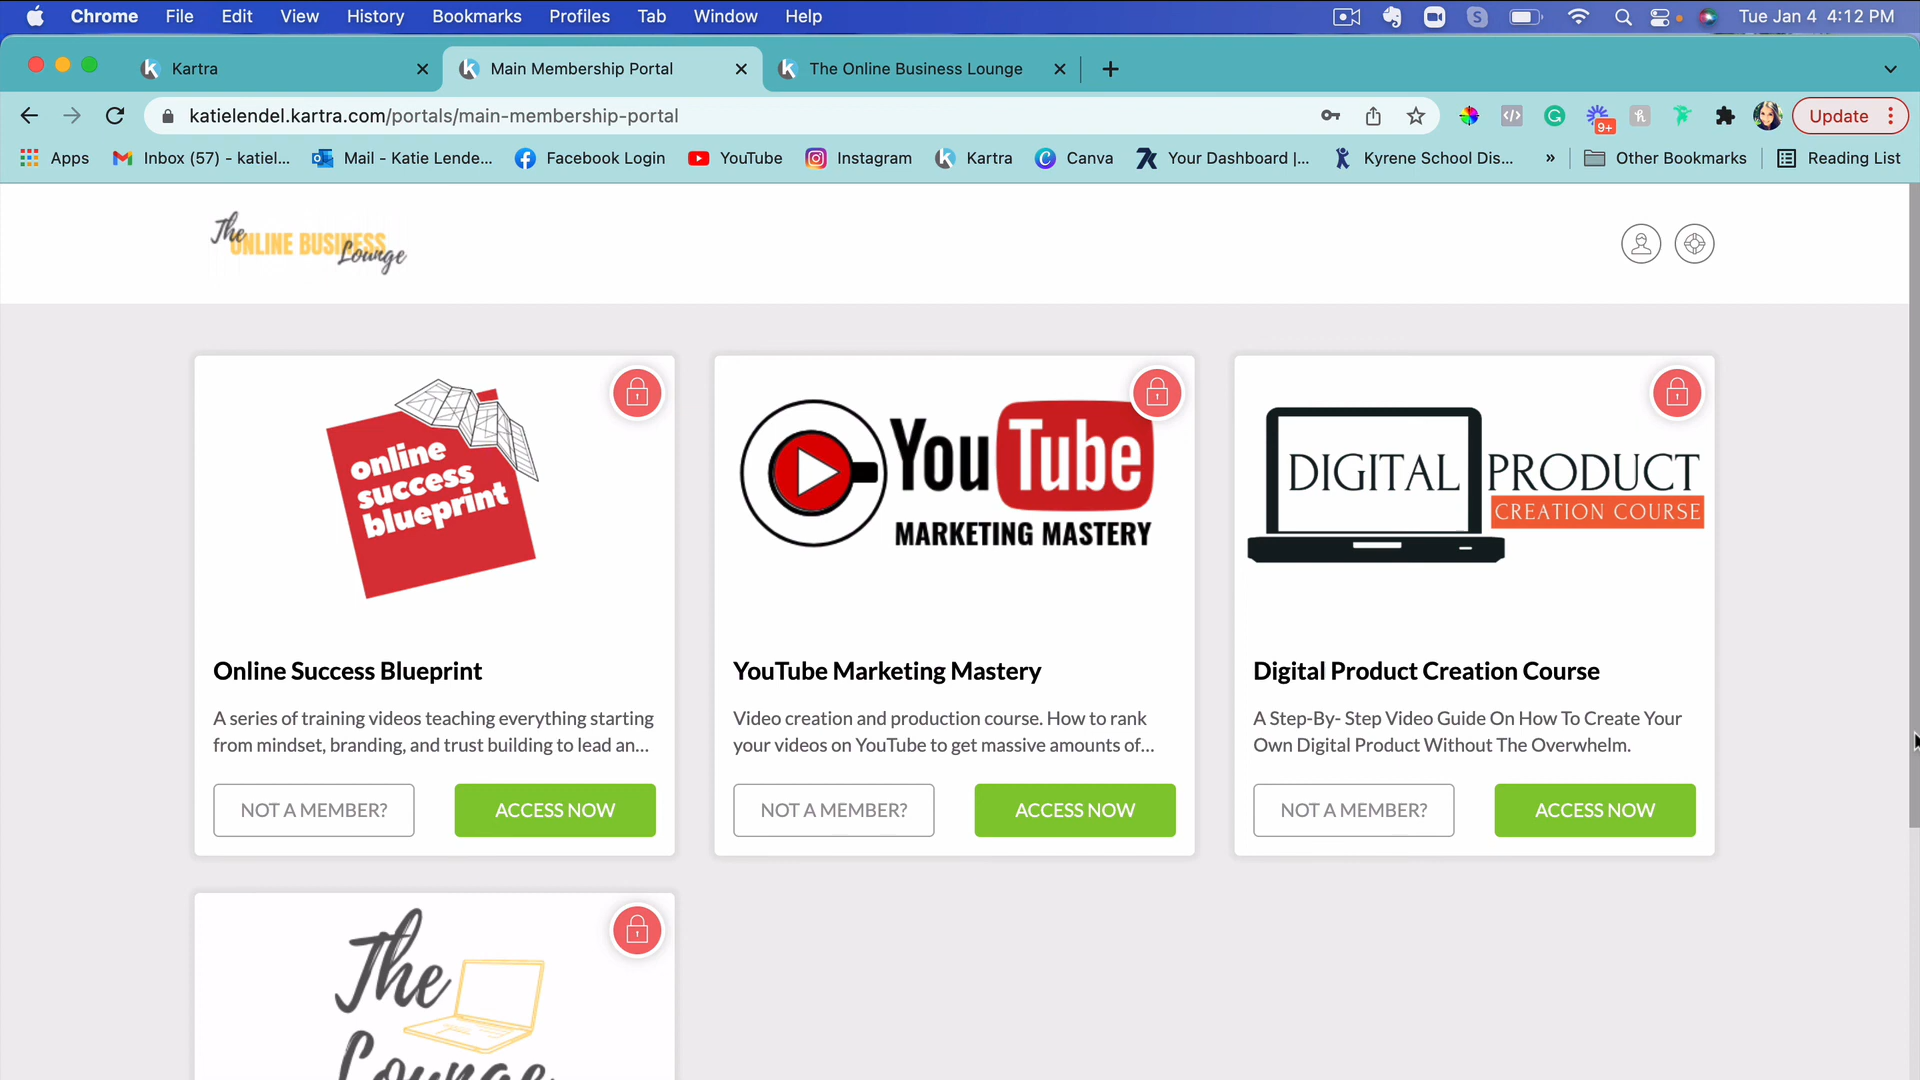 Chrome File Edit View History Bookmarks Profiles Tab Window Help Tue Jan 4 4:12 PM
Kartra Main Membership Portal The Online Business Lounge
katielendel.kartra.com/portals/main-membership-portal 9+ Update
Apps Inbox (57) - katiel... Mail - Katie Lende... Facebook Login YouTube Instagram Kartra Canva Your Dashboard |... Kyrene School Dis... » Other Bookmarks Reading List
The
ONLINE BUSINESS
Lounge
online
success
blueprint
YouTube
MARKETING MASTERY
DIGITAL PRODUCT
CREATION COURSE
Online Success Blueprint
A series of training videos teaching everything starting
from mindset, branding, and trust building to lead an...
NOT A MEMBER? ACCESS NOW
YouTube Marketing Mastery
Video creation and production course. How to rank
your videos on YouTube to get massive amounts of...
NOT A MEMBER? ACCESS NOW
Digital Product Creation Course
A Step-By- Step Video Guide On How To Create Your
Own Digital Product Without The Overwhelm.
NOT A MEMBER? ACCESS NOW
The
Lounge